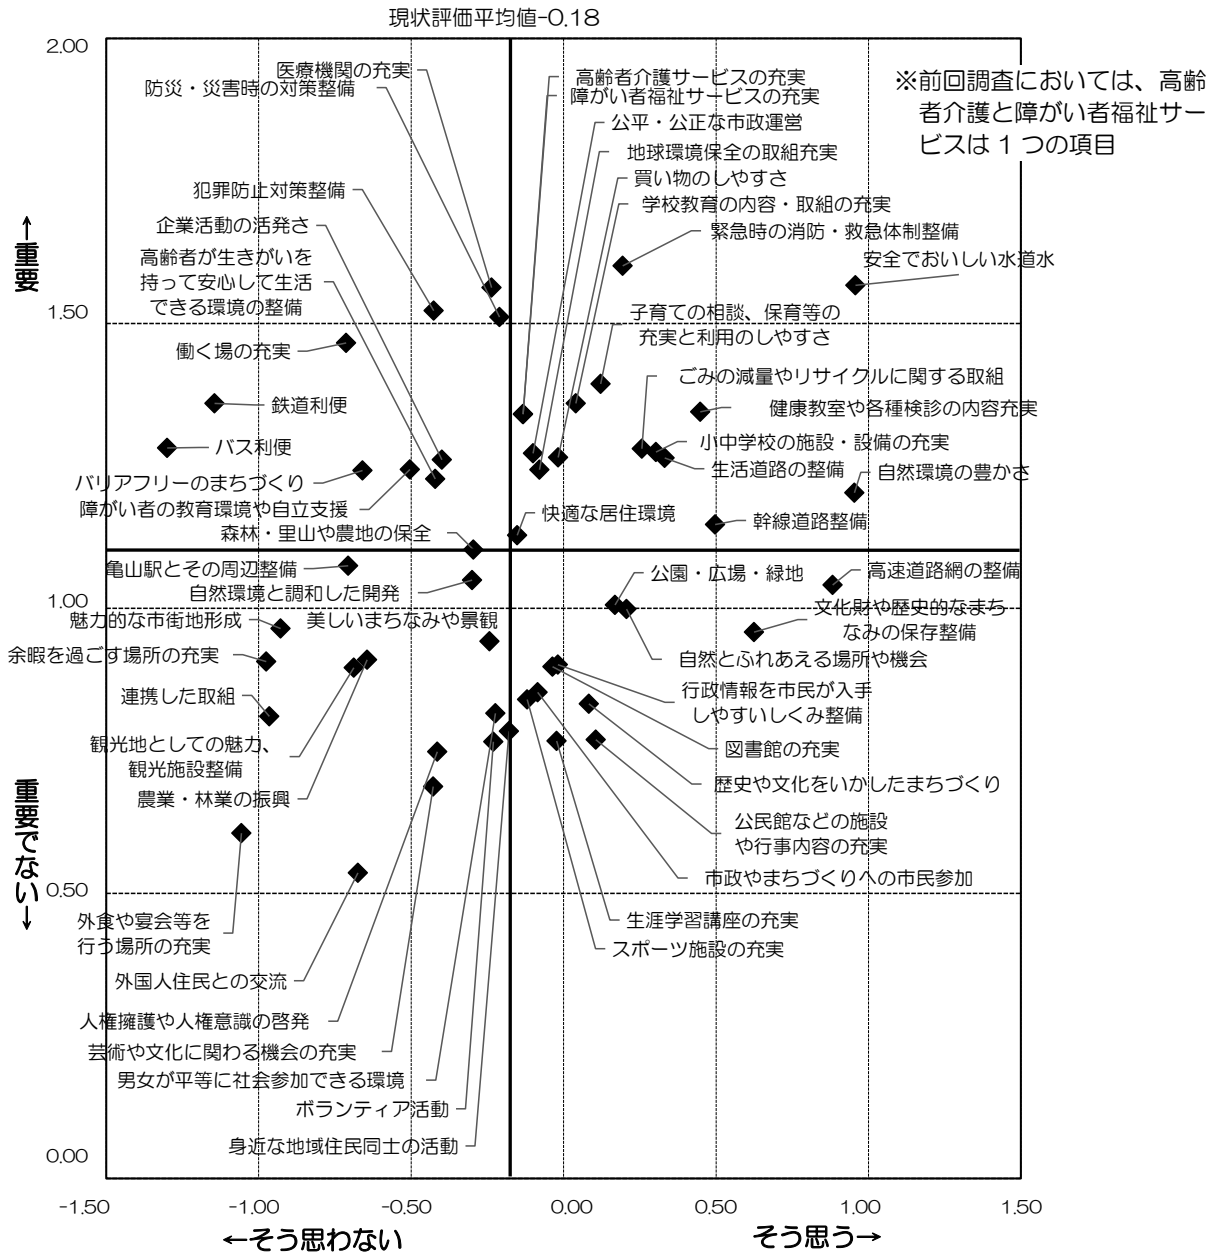 現状評価平均値-0.18
2.00
医療機関の充実
防災・災害時の対策整備
高齢者介護サービスの充実
障がい者福祉サービスの充実
※前回調査においては、高齢
者介護と障がい者福祉サー
ビスは 1 つの項目
公平・公正な市政運営
地球環境保全の取組充実
買い物のしやすさ
犯罪防止対策整備
学校教育の内容・取組の充実
企業活動の活発さ
緊急時の消防・救急体制整備
←重要
高齢者が生きがいを
持って安心して生活
できる環境の整備
安全でおいしい水道水
1.50
子育ての相談、保育等の
充実と利用のしやすさ
働く場の充実
ごみの減量やリサイクルに関する取組
鉄道利便
健康教室や各種検診の内容充実
バス利便
小中学校の施設・設備の充実
バリアフリーのまちづくり
生活道路の整備
自然環境の豊かさ
障がい者の教育環境や自立支援
快適な居住環境
幹線道路整備
森林・里山や農地の保全
亀山駅とその周辺整備
公園・広場・緑地
高速道路網の整備
自然環境と調和した開発
1.00
魅力的な市街地形成
美しいまちなみや景観
文化財や歴史的なまち
なみの保存整備
余暇を過ごす場所の充実
自然とふれあえる場所や機会
連携した取組
行政情報を市民が入手
しやすいしくみ整備
観光地としての魅力、
観光施設整備
図書館の充実
農業・林業の振興
歴史や文化をいかしたまちづくり
重要でない→
公民館などの施設
や行事内容の充実
市政やまちづくりへの市民参加
0.50
外食や宴会等を
行う場所の充実
生涯学習講座の充実
スポーツ施設の充実
外国人住民との交流
人権擁護や人権意識の啓発
芸術や文化に関わる機会の充実
男女が平等に社会参加できる環境
ボランティア活動
身近な地域住民同士の活動
0.00
-1.50 -1.00 -0.50 0.00 0.50 1.00 1.50
←そう思わない そう思う→